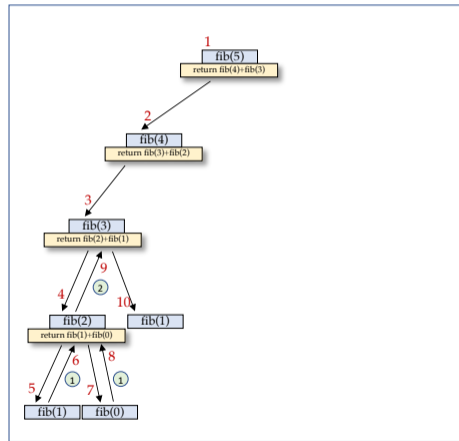 1
fib(5)
return fib(4)+fib(3)
2
fib(4)
return fib(3)+fib(2)
3
fib(3)
return fib(2)+fib(1)
9
2
4
10
fib(2)
fib(1)
return fib(1)+fib(0)
6
8
5
1
7
1
fib(1)
fib(0)